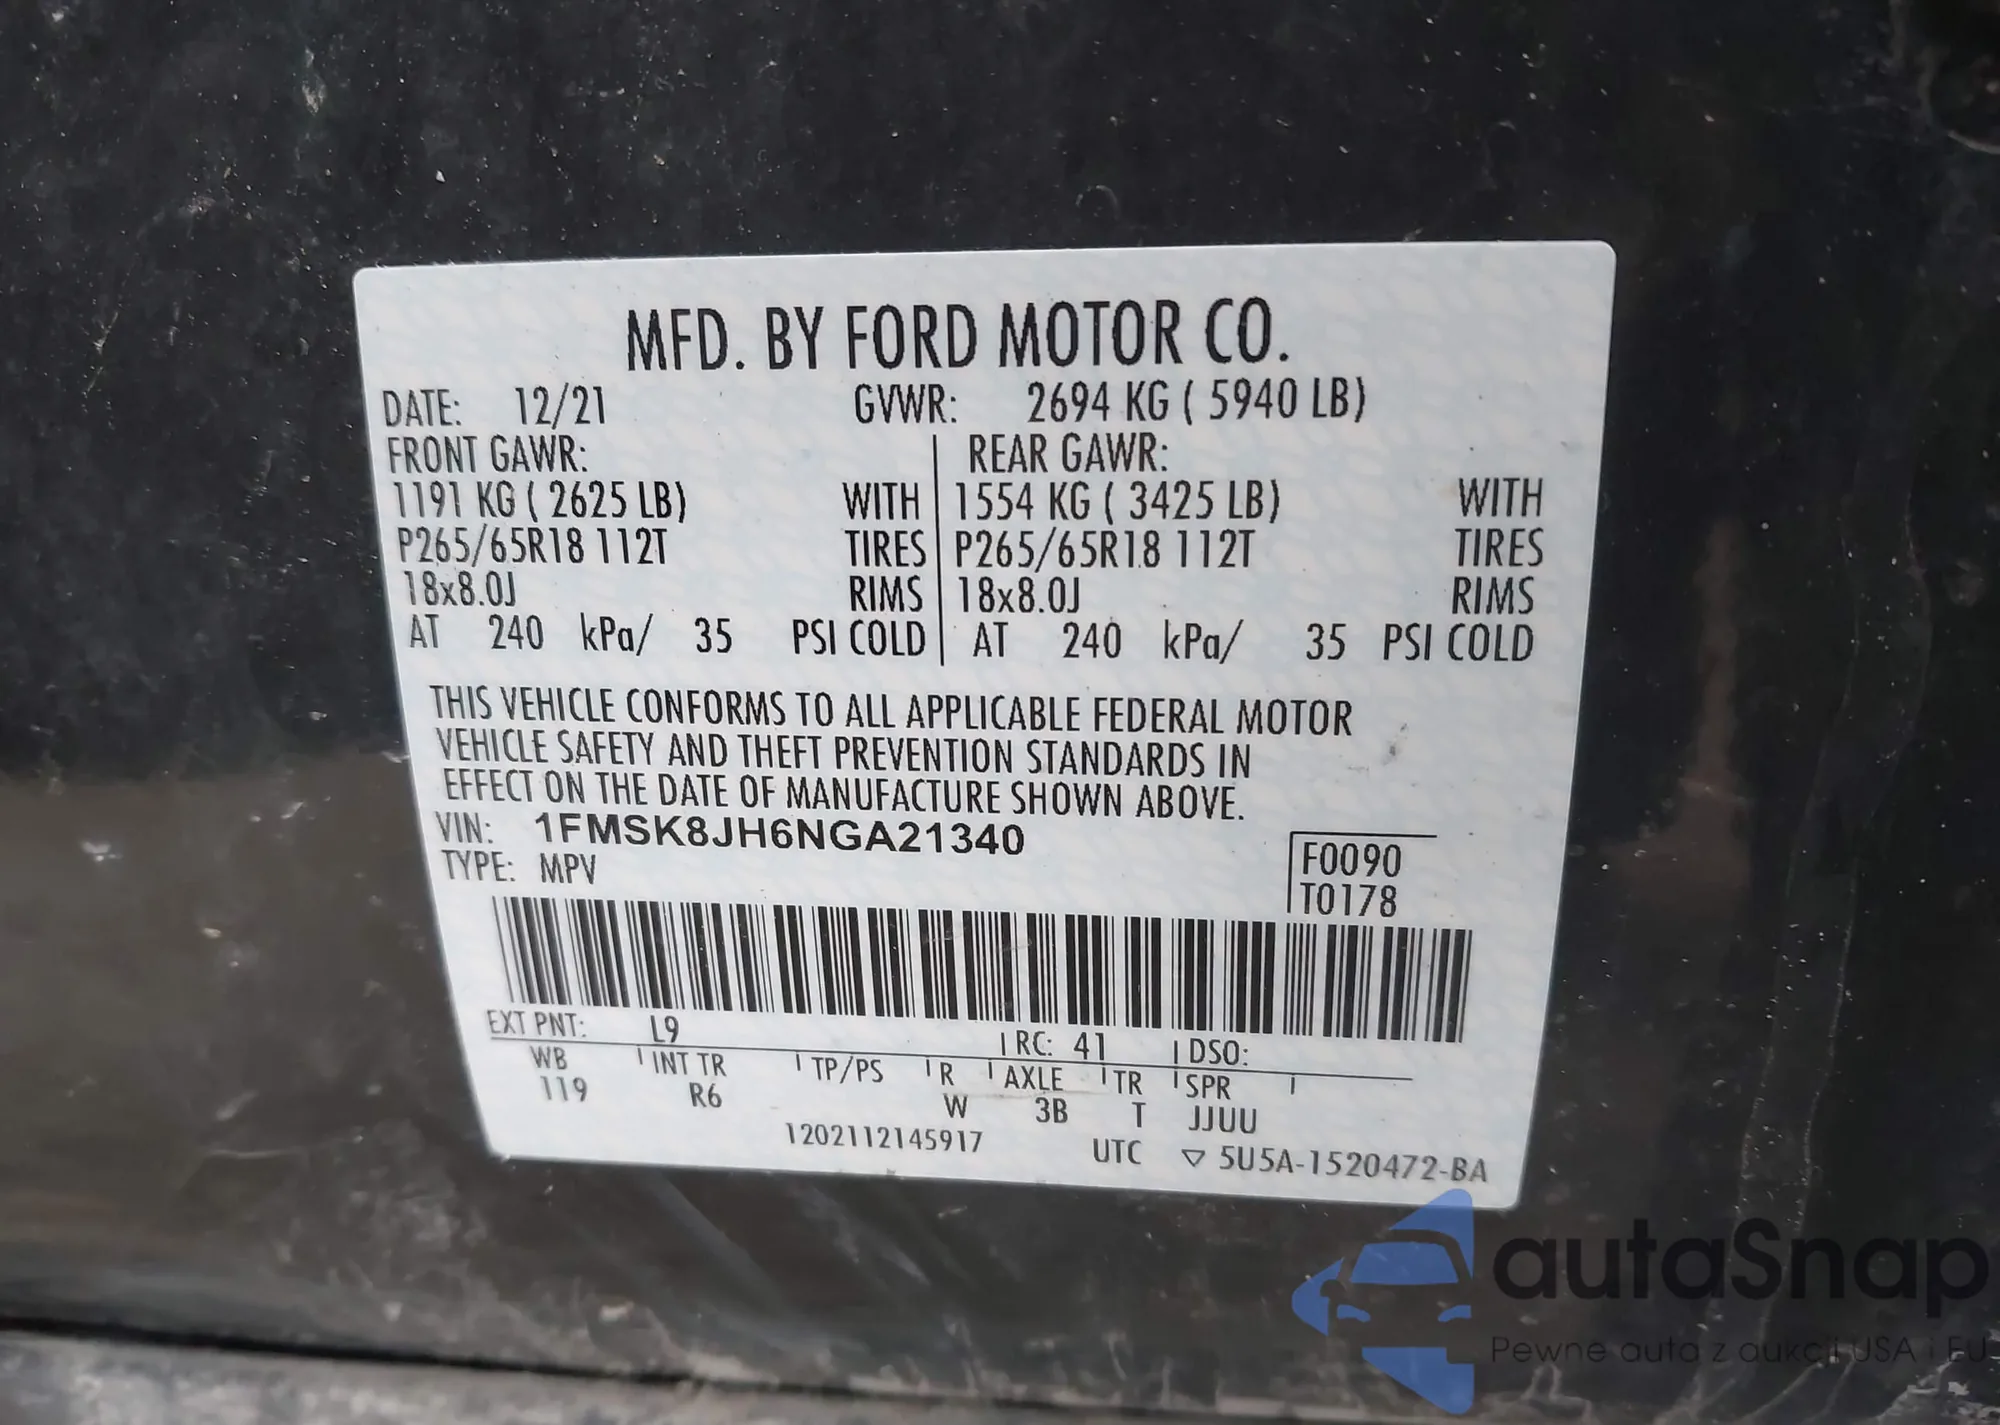 MFD. BY FORD MOTOR CO.
DATE: 12/21 GVWR: 2694 KG ( 5940 LB)
FRONT GAWR: REAR GAWR:
1191 KG ( 2625 LB) WITH 1554 KG ( 3425 LB) WITH
P265/65R18 112T TIRES P265/65R18 112T TIRES
18x8.0J RIMS 18x8.0J RIMS
AT 240 kPa/ 35 PSI COLD AT 240 kPa/ 35 PSI COLD
THIS VEHICLE CONFORMS TO ALL APPLICABLE FEDERAL MOTOR
VEHICLE SAFETY AND THEFT PREVENTION STANDARDS IN
EFFECT ON THE DATE OF MANUFACTURE SHOWN ABOVE.
VIN: 1FMSK8JH6NGA21340
TYPE: MPV
F0090
T0178
EXT PNT: L9 RC: 41 DSO:
WB INT TR TP/PS R AXLE TR SPR
119 R6 W 3B T JJUU
1202112145917 UTC ▽ 5U5A-1520472-BA
autaSnap
Pewne auta z aukcji USA i EU